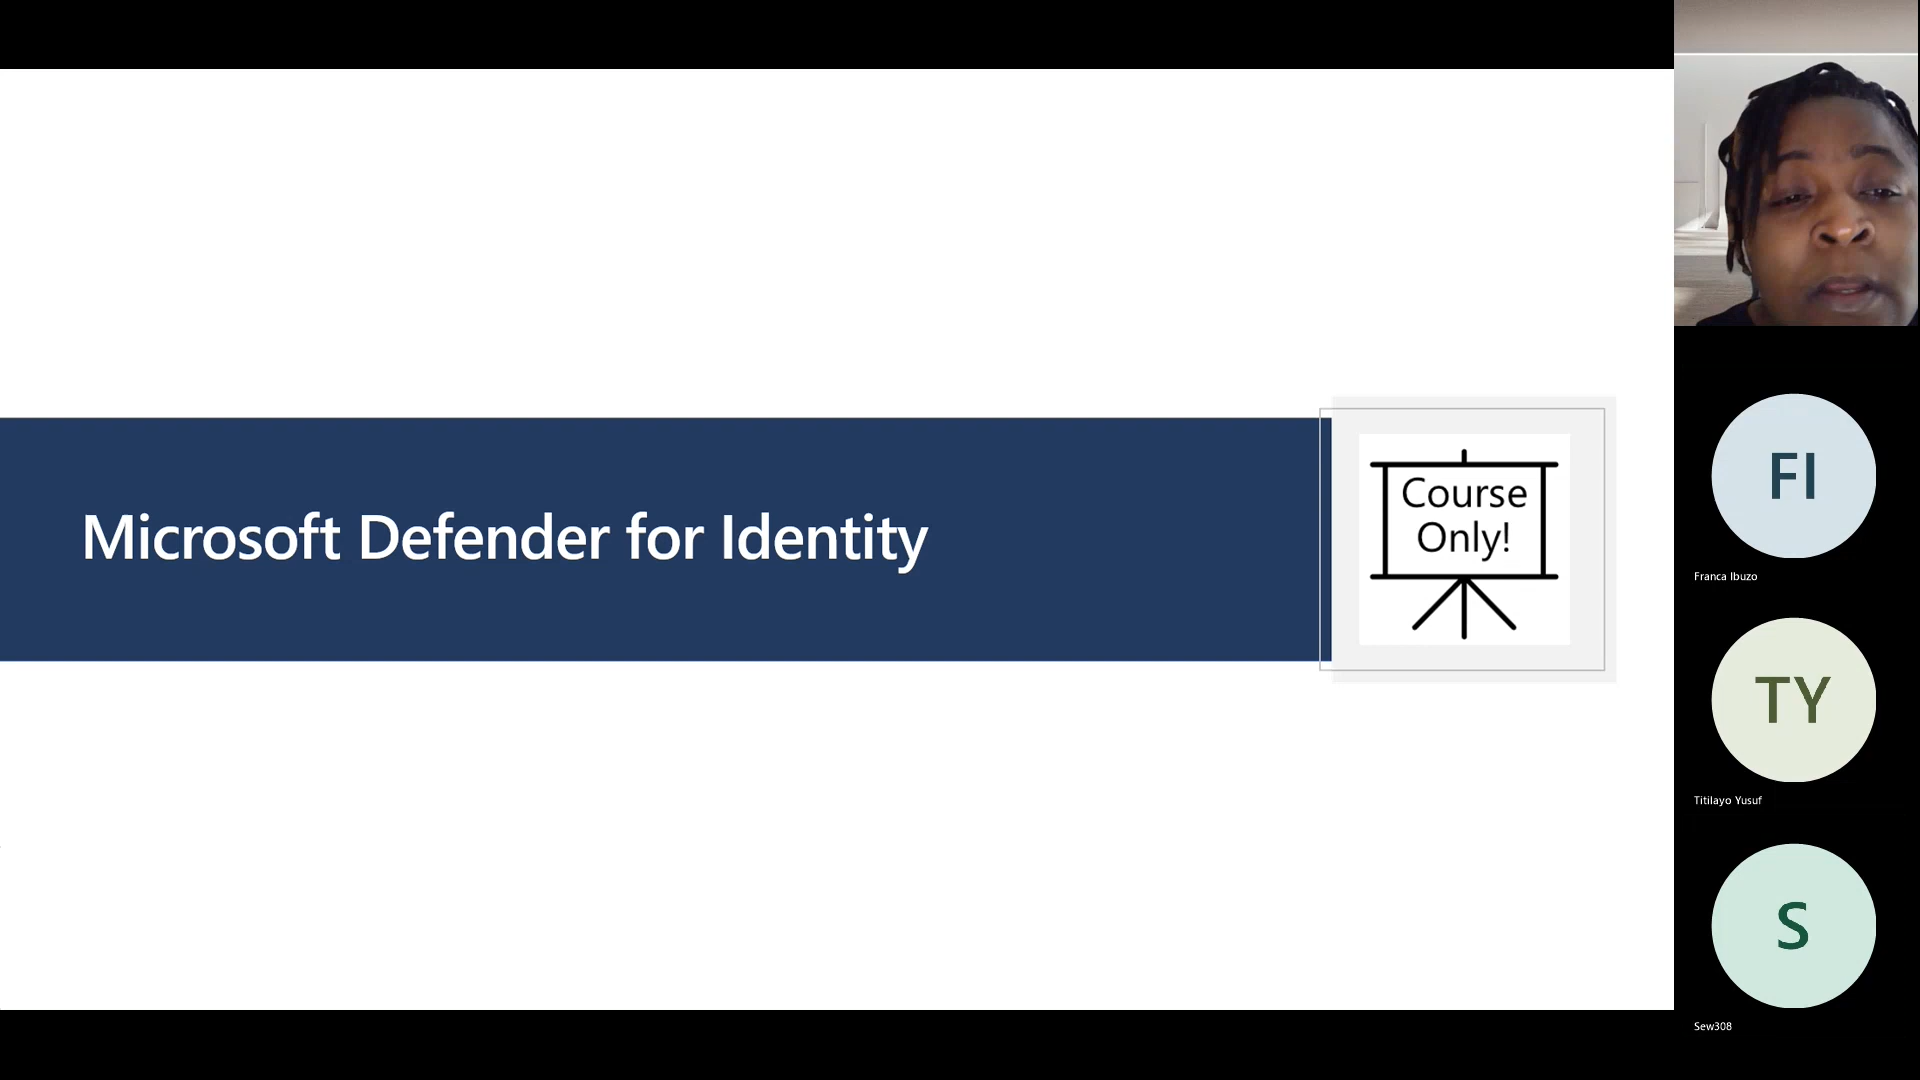 Microsoft Defender for Identity
Course
Only!
FI
Franca Ibuzo
TY
Titilayo Yusuf
S
Sew308